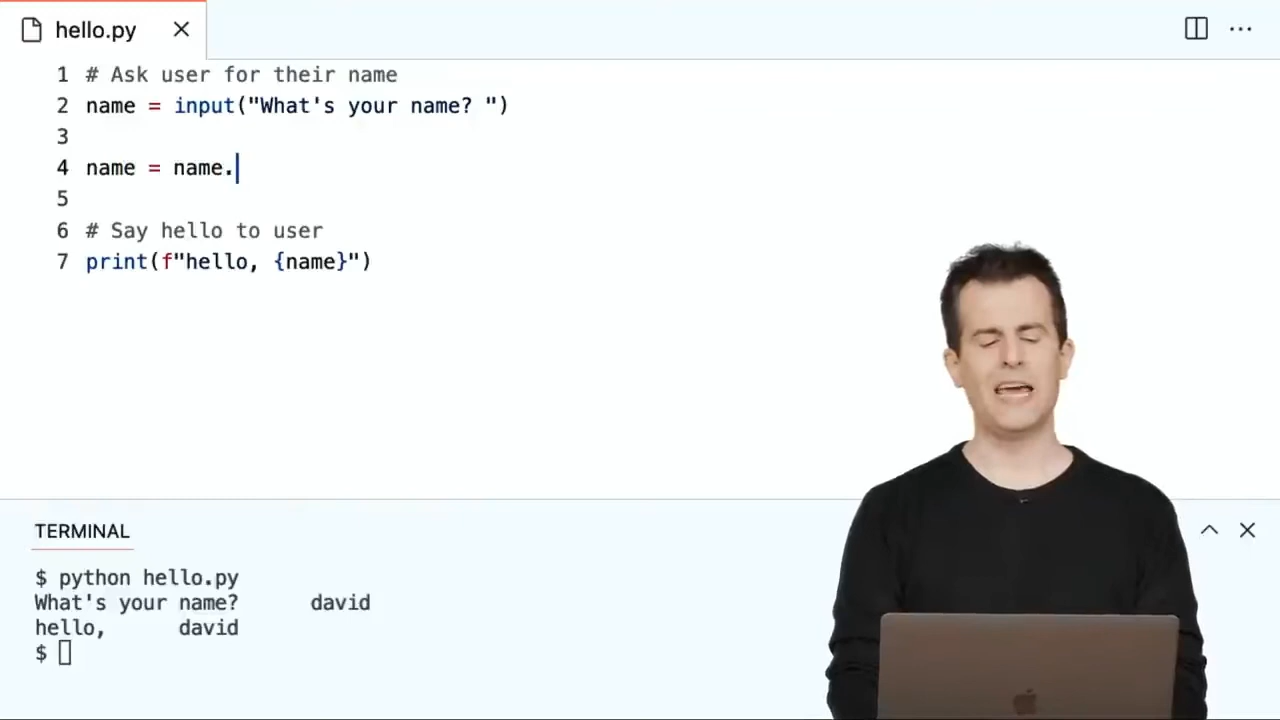 hello.py
1 # Ask user for their name
2 name = input("What's your name? ")
3
4 name = name.
5
6 # Say hello to user
7 print(f"hello, {name}")
TERMINAL
$ python hello.py
What's your name?      david
hello,      david
$